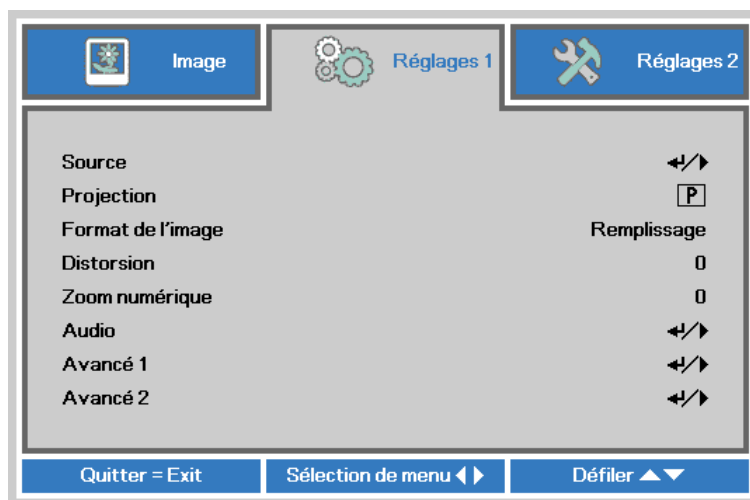 Image
Réglages 1
Réglages 2
Source
Projection P
Format de l'image Remplissage
Distorsion 0
Zoom numérique 0
Audio
Avancé 1
Avancé 2
Quitter = Exit
Sélection de menu
Défiler